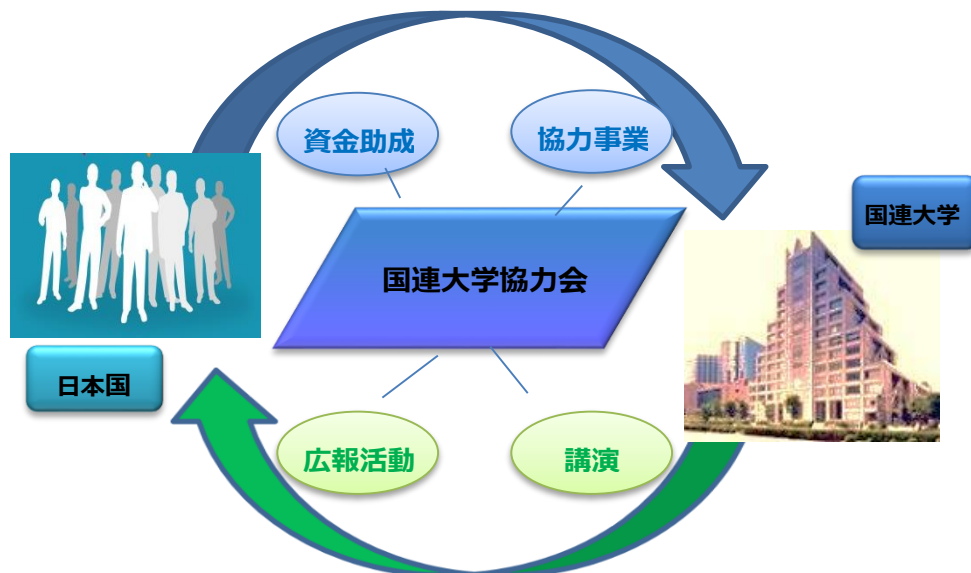 資金助成
協力事業
国連大学
国連大学協力会
日本国
広報活動
講演